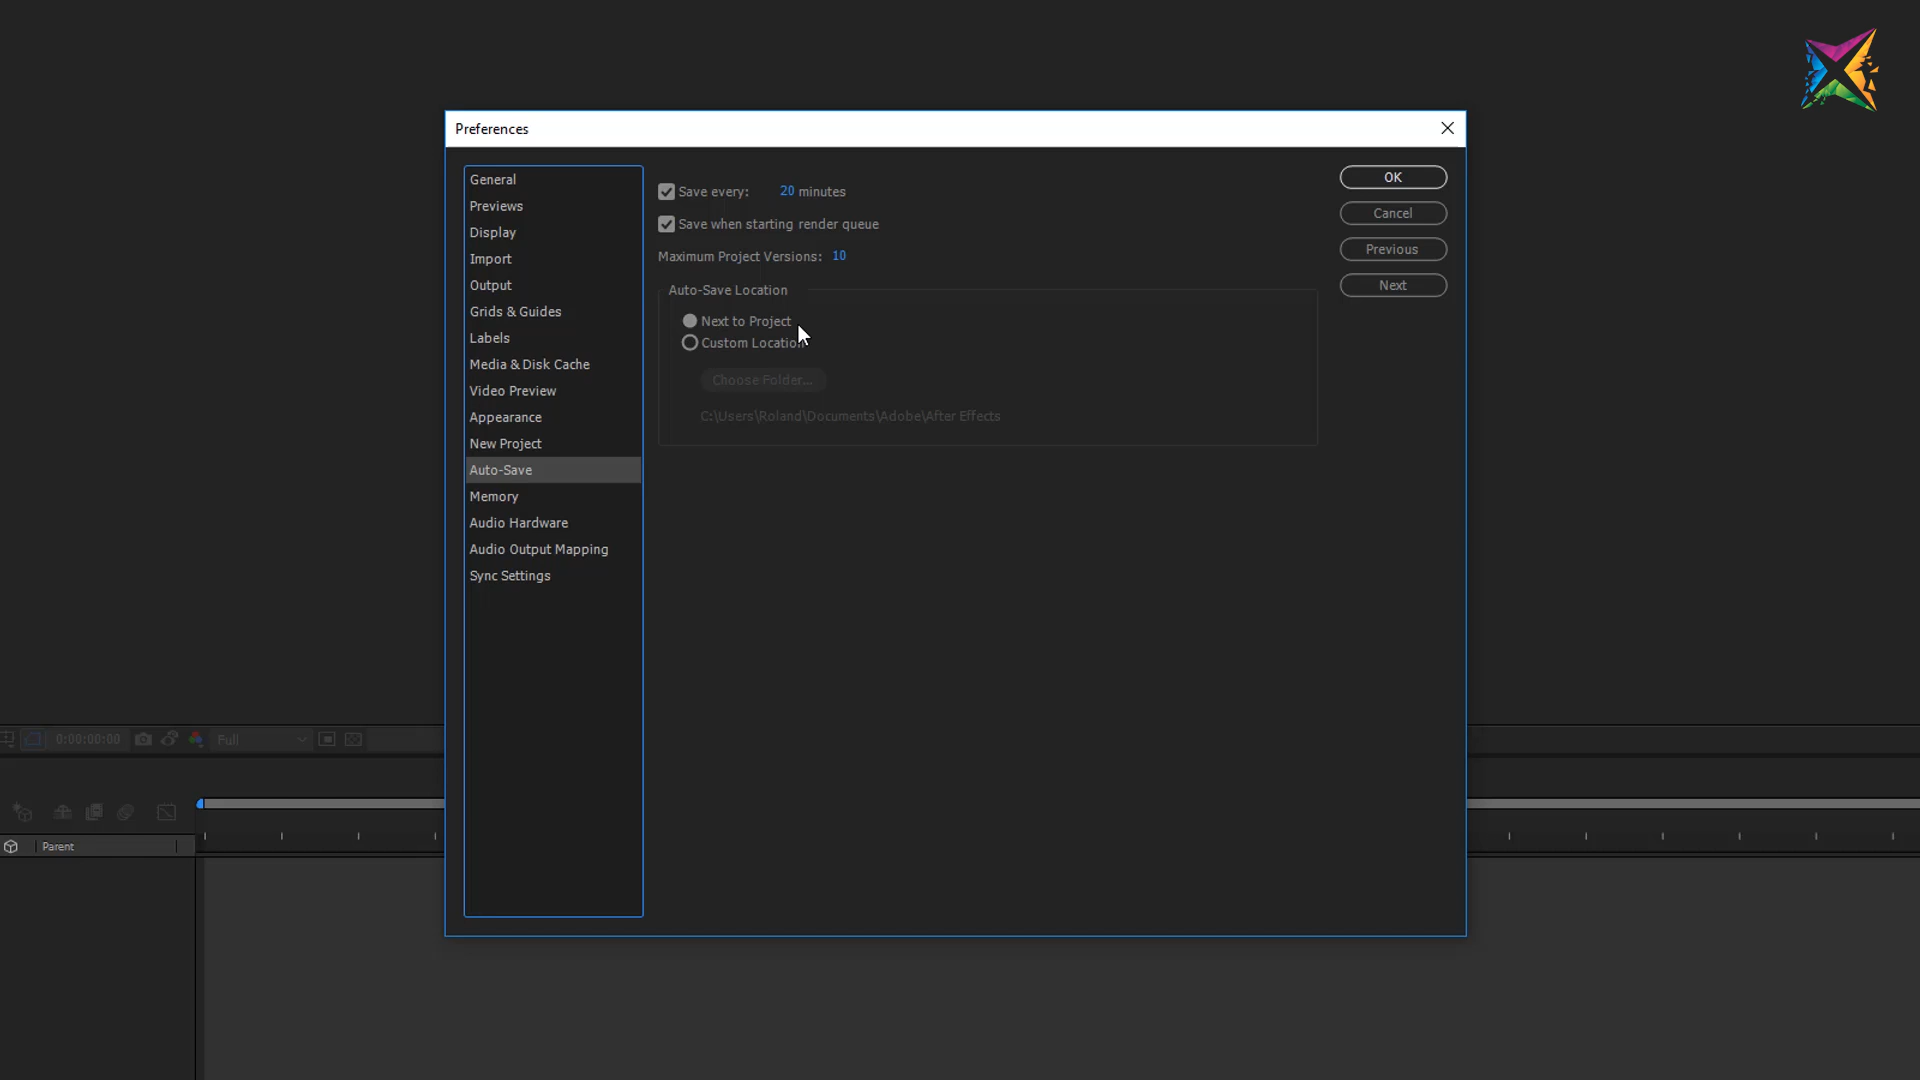 Preferences
General
Previews
Display
Import
Output
Grids & Guides
Labels
Media & Disk Cache
Video Preview
Appearance
New Project
Auto-Save
Memory
Audio Hardware
Audio Output Mapping
Sync Settings
Save every: 20 minutes
Save when starting render queue
Maximum Project Versions: 10
Auto-Save Location
Next to Project
Custom Location
Choose Folder...
C:\Users\Roland\Documents\Adobe\After Effects
OK
Cancel
Previous
Next
0:00:00:00
Full
Parent